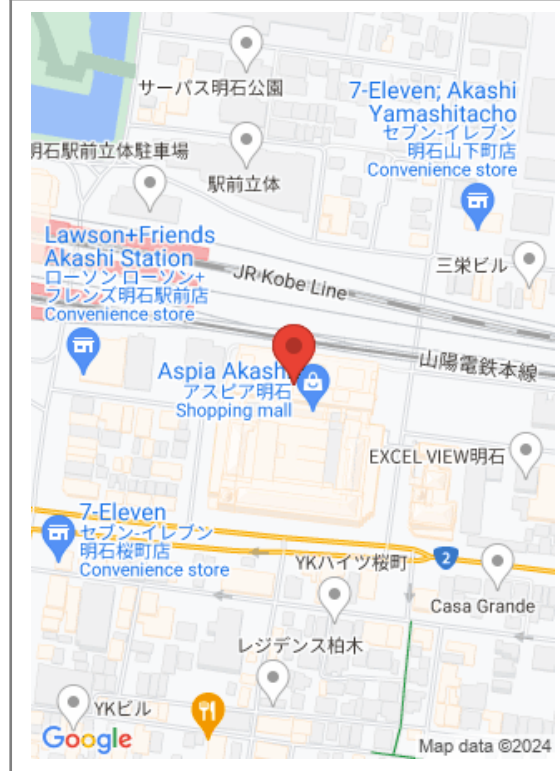 サーパス明石公園
7-Eleven; Akashi
Yamashitacho
セブン-イレブン
明石山下町店
Convenience store
明石駅前立体駐車場
駅前立体
Lawson+Friends
Akashi Station
ローソン ローソン+
フレンズ明石駅前店
Convenience store
JR Kobe Line
三栄ビル
山陽電鉄本線
Aspia Akashi
アスピア明石
Shopping mall
EXCEL VIEW明石
7-Eleven
セブン-イレブン
明石桜町店
Convenience store
2
YKハイツ桜町
Casa Grande
レジデンス柏木
YKビル
Google
Map data ©2024